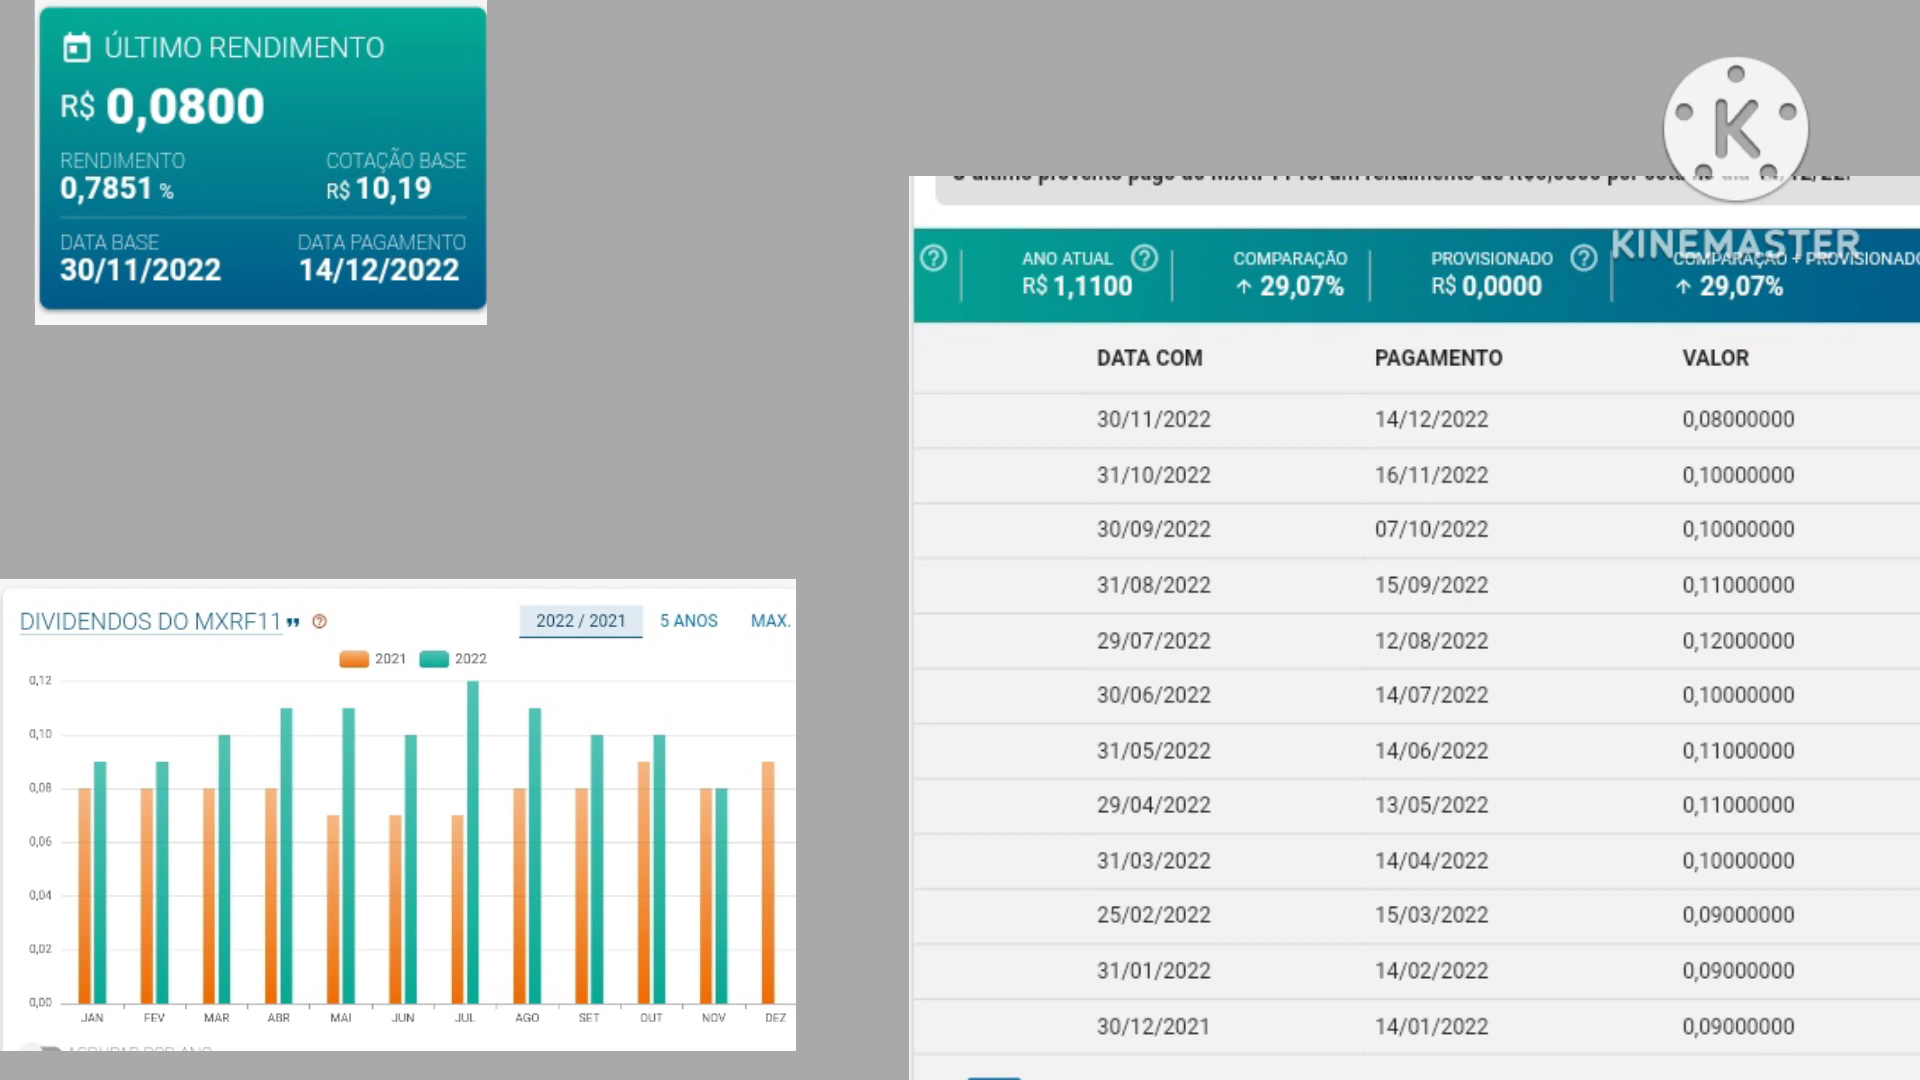 ÚLTIMO RENDIMENTO
R$ 0,0800
RENDIMENTO COTAÇÃO BASE
0,7851 % R$ 10,19
DATA BASE DATA PAGAMENTO
30/11/2022 14/12/2022
K
KINEMASTER
ANO ATUAL COMPARAÇÃO PROVISIONADO COMPARAÇÃO + PROVISIONADO
R$ 1,1100 29,07% R$ 0,0000 29,07%
DATA COM PAGAMENTO VALOR
30/11/2022 14/12/2022 0,08000000
31/10/2022 16/11/2022 0,10000000
30/09/2022 07/10/2022 0,10000000
31/08/2022 15/09/2022 0,11000000
29/07/2022 12/08/2022 0,12000000
30/06/2022 14/07/2022 0,10000000
31/05/2022 14/06/2022 0,11000000
29/04/2022 13/05/2022 0,11000000
31/03/2022 14/04/2022 0,10000000
25/02/2022 15/03/2022 0,09000000
31/01/2022 14/02/2022 0,09000000
30/12/2021 14/01/2022 0,09000000
DIVIDENDOS DO MXRF11 2022 / 2021 5 ANOS MAX.
2021 2022
0,12
0,10
0,08
0,06
0,04
0,02
0,00
JAN FEV MAR ABR MAI JUN JUL AGO SET OUT NOV DEZ